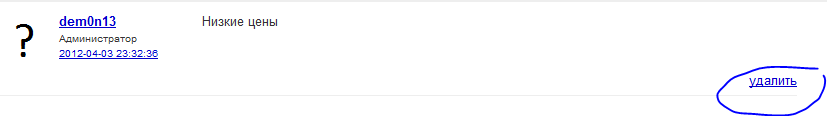 dem0n13
Низкие цены
Администратор
2012-04-03 23:32:36
удалить